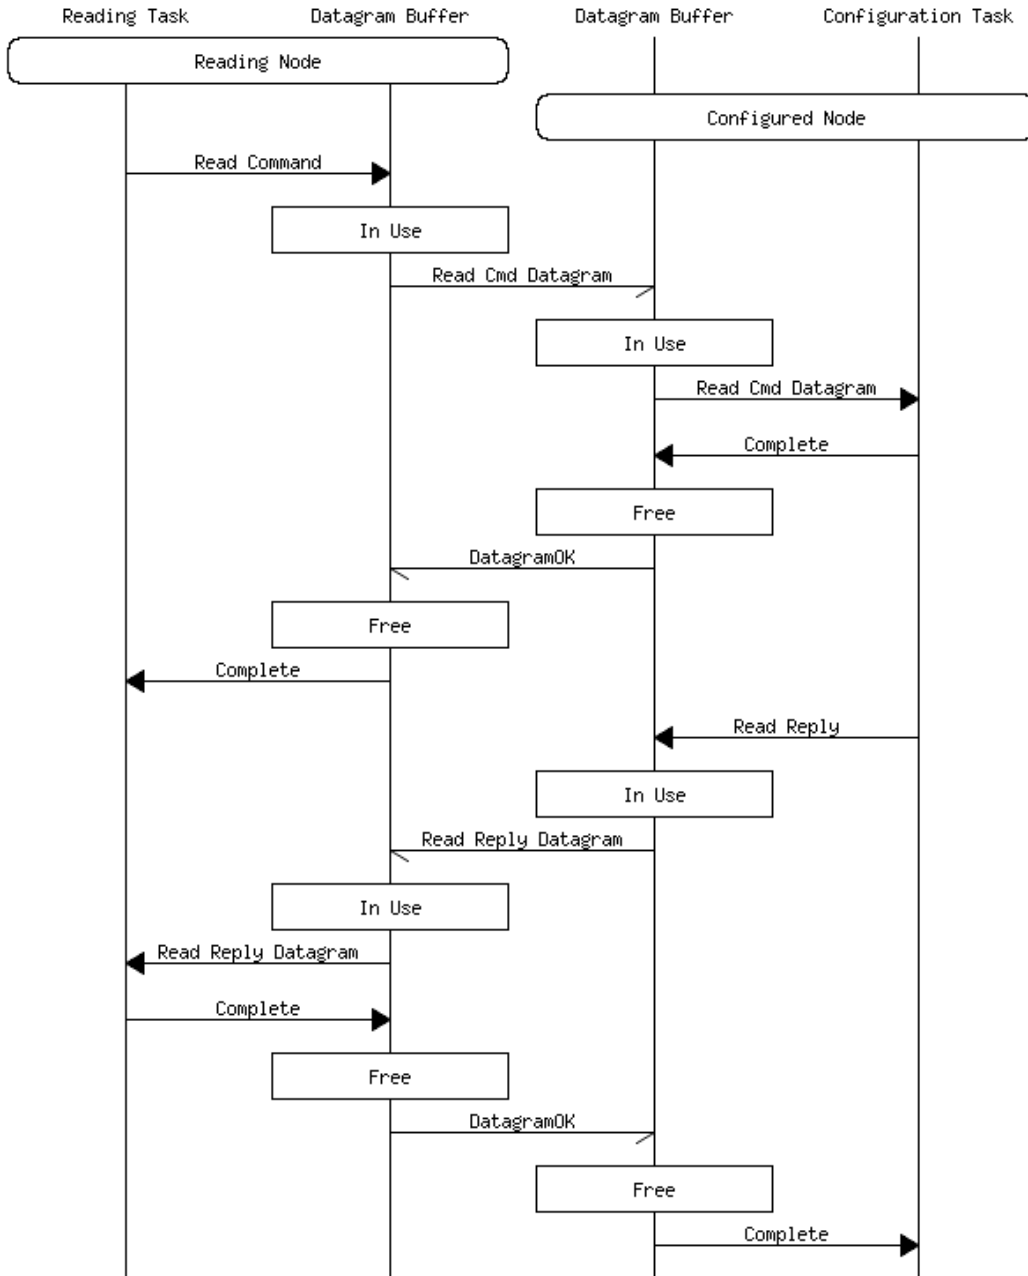 Reading Task
Datagram Buffer
Datagram Buffer
Configuration Task
Reading Node
Configured Node
Read Command
In Use
Read Cmd Datagram
In Use
Read Cmd Datagram
Complete
Free
DatagramOK
Free
Complete
Read Reply
In Use
Read Reply Datagram
In Use
Read Reply Datagram
Complete
Free
DatagramOK
Free
Complete